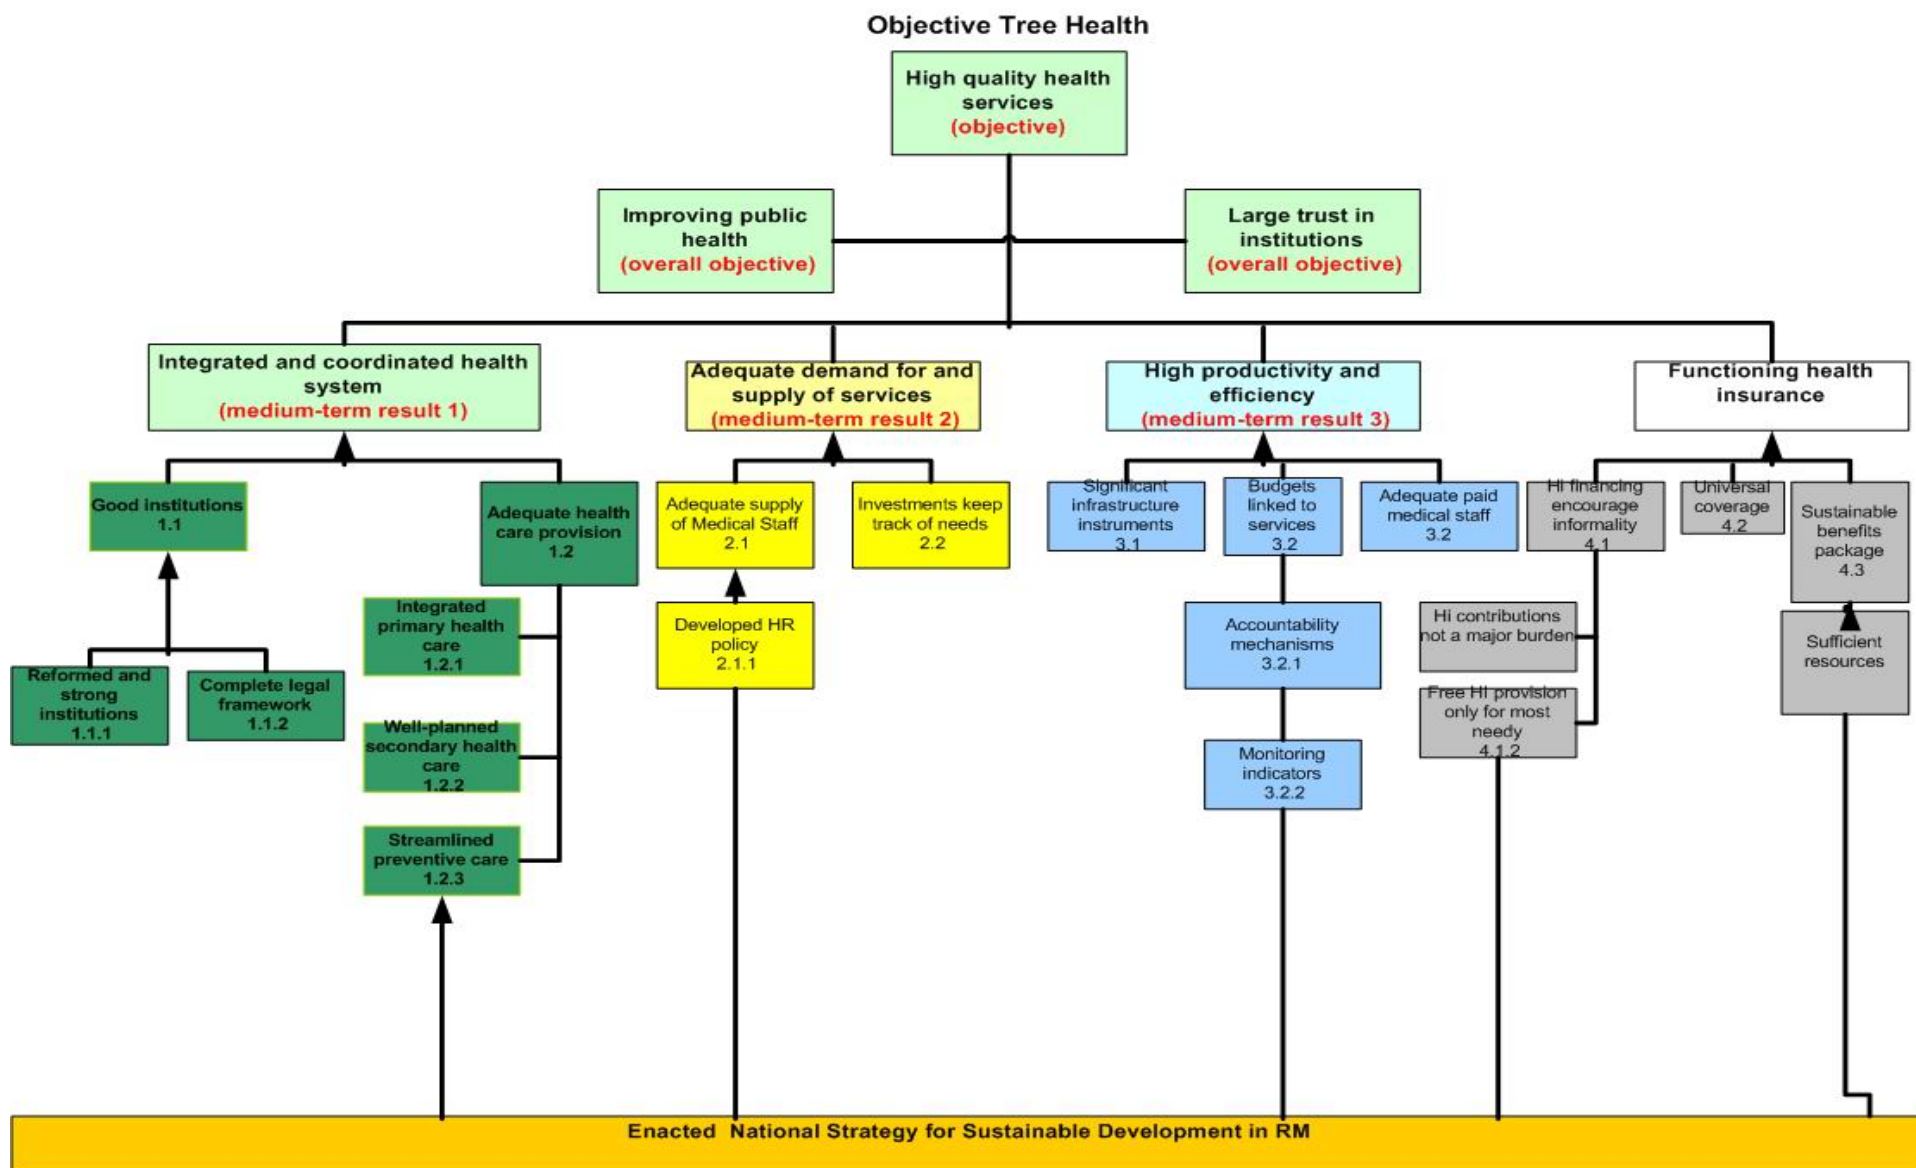 Objective Tree Health
High quality health
services
(objective)
Improving public
health
(overall objective)
Large trust in
institutions
(overall objective)
Integrated and coordinated health
system
(medium-term result 1)
Adequate demand for and
supply of services
(medium-term result 2)
High productivity and
efficiency
(medium-term result 3)
Functioning health
insurance
Good institutions
1.1
Adequate health
care provision
1.2
Adequate supply
of Medical Staff
2.1
Investments keep
track of needs
2.2
Significant
infrastructure
instruments
3.1
Budgets
linked to
services
3.2
Adequate paid
medical staff
3.2
HI financing
encourage
informality
4.1
Universal
coverage
4.2
Sustainable
benefits
package
4.3
Integrated
primary health
care
1.2.1
Developed HR
policy
2.1.1
Accountability
mechanisms
3.2.1
Hi contributions
not a major burden
Sufficient
resources
Reformed and
strong
institutions
1.1.1
Complete legal
framework
1.1.2
Well-planned
secondary health
care
1.2.2
Free HI provision
only for most
needy
4.1.2
Monitoring
indicators
3.2.2
Streamlined
preventive care
1.2.3
Enacted National Strategy for Sustainable Development in RM